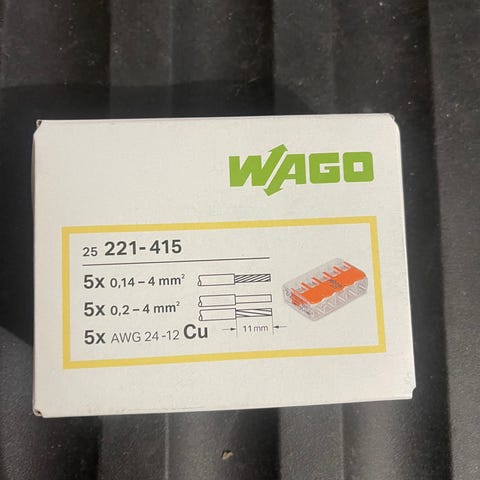 WAGO
25 221-415
5x 0,14-4 mm²
5x 0,2-4 mm²
5x AWG 24-12 Cu
11 mm